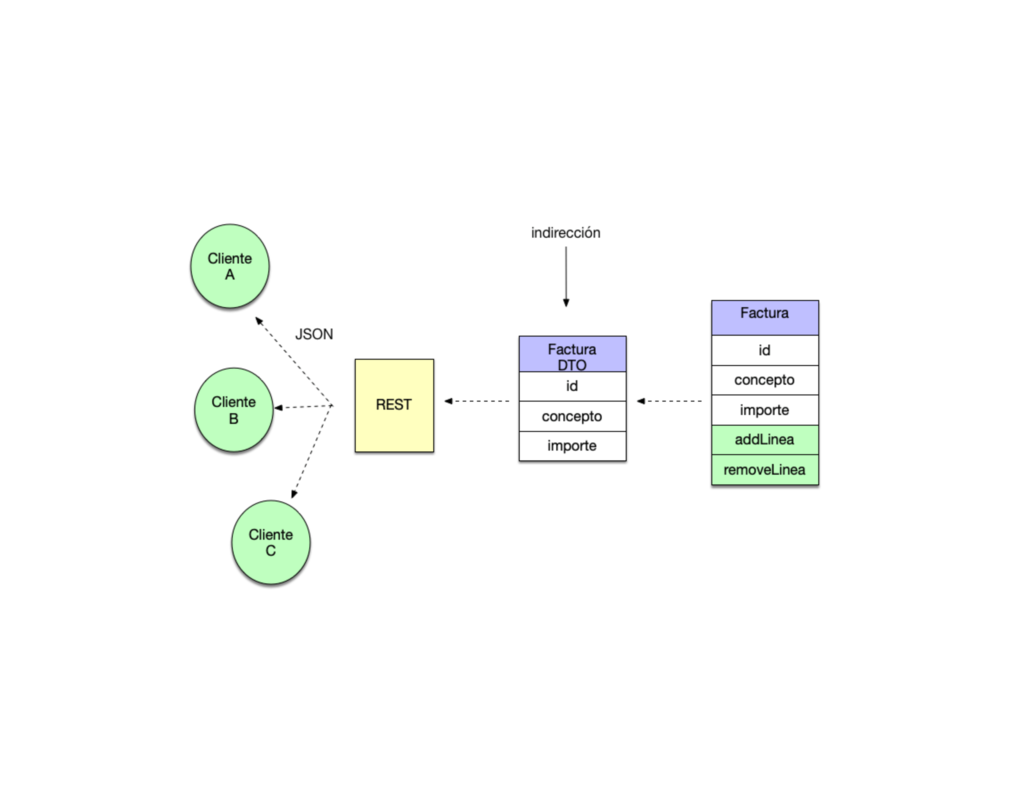 Cliente
A
JSON
Cliente
B
Cliente
C
REST
indirección
Factura
DTO
id
concepto
importe
Factura
id
concepto
importe
addLinea
removeLinea